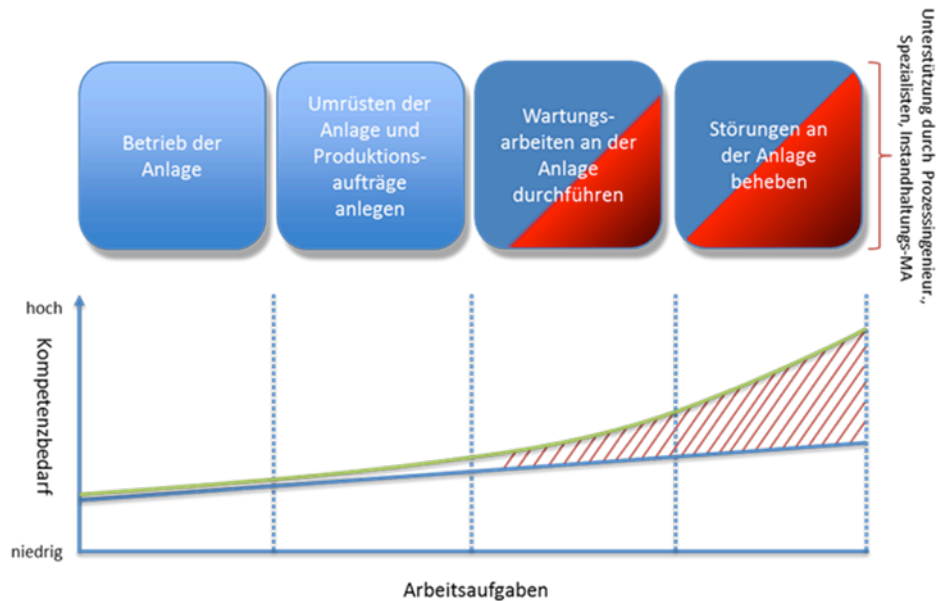 Betrieb der
Anlage
Umrüsten der
Anlage und
Produktions-
aufträge
anlegen
Wartungs-
arbeiten an der
Anlage
durchführen
Störungen an
der Anlage
beheben
Unterstützung durch Prozessingenieur.,
Spezialisten, Instandhaltungs-MA
hoch
Kompetenzbedarf
niedrig
Arbeitsaufgaben